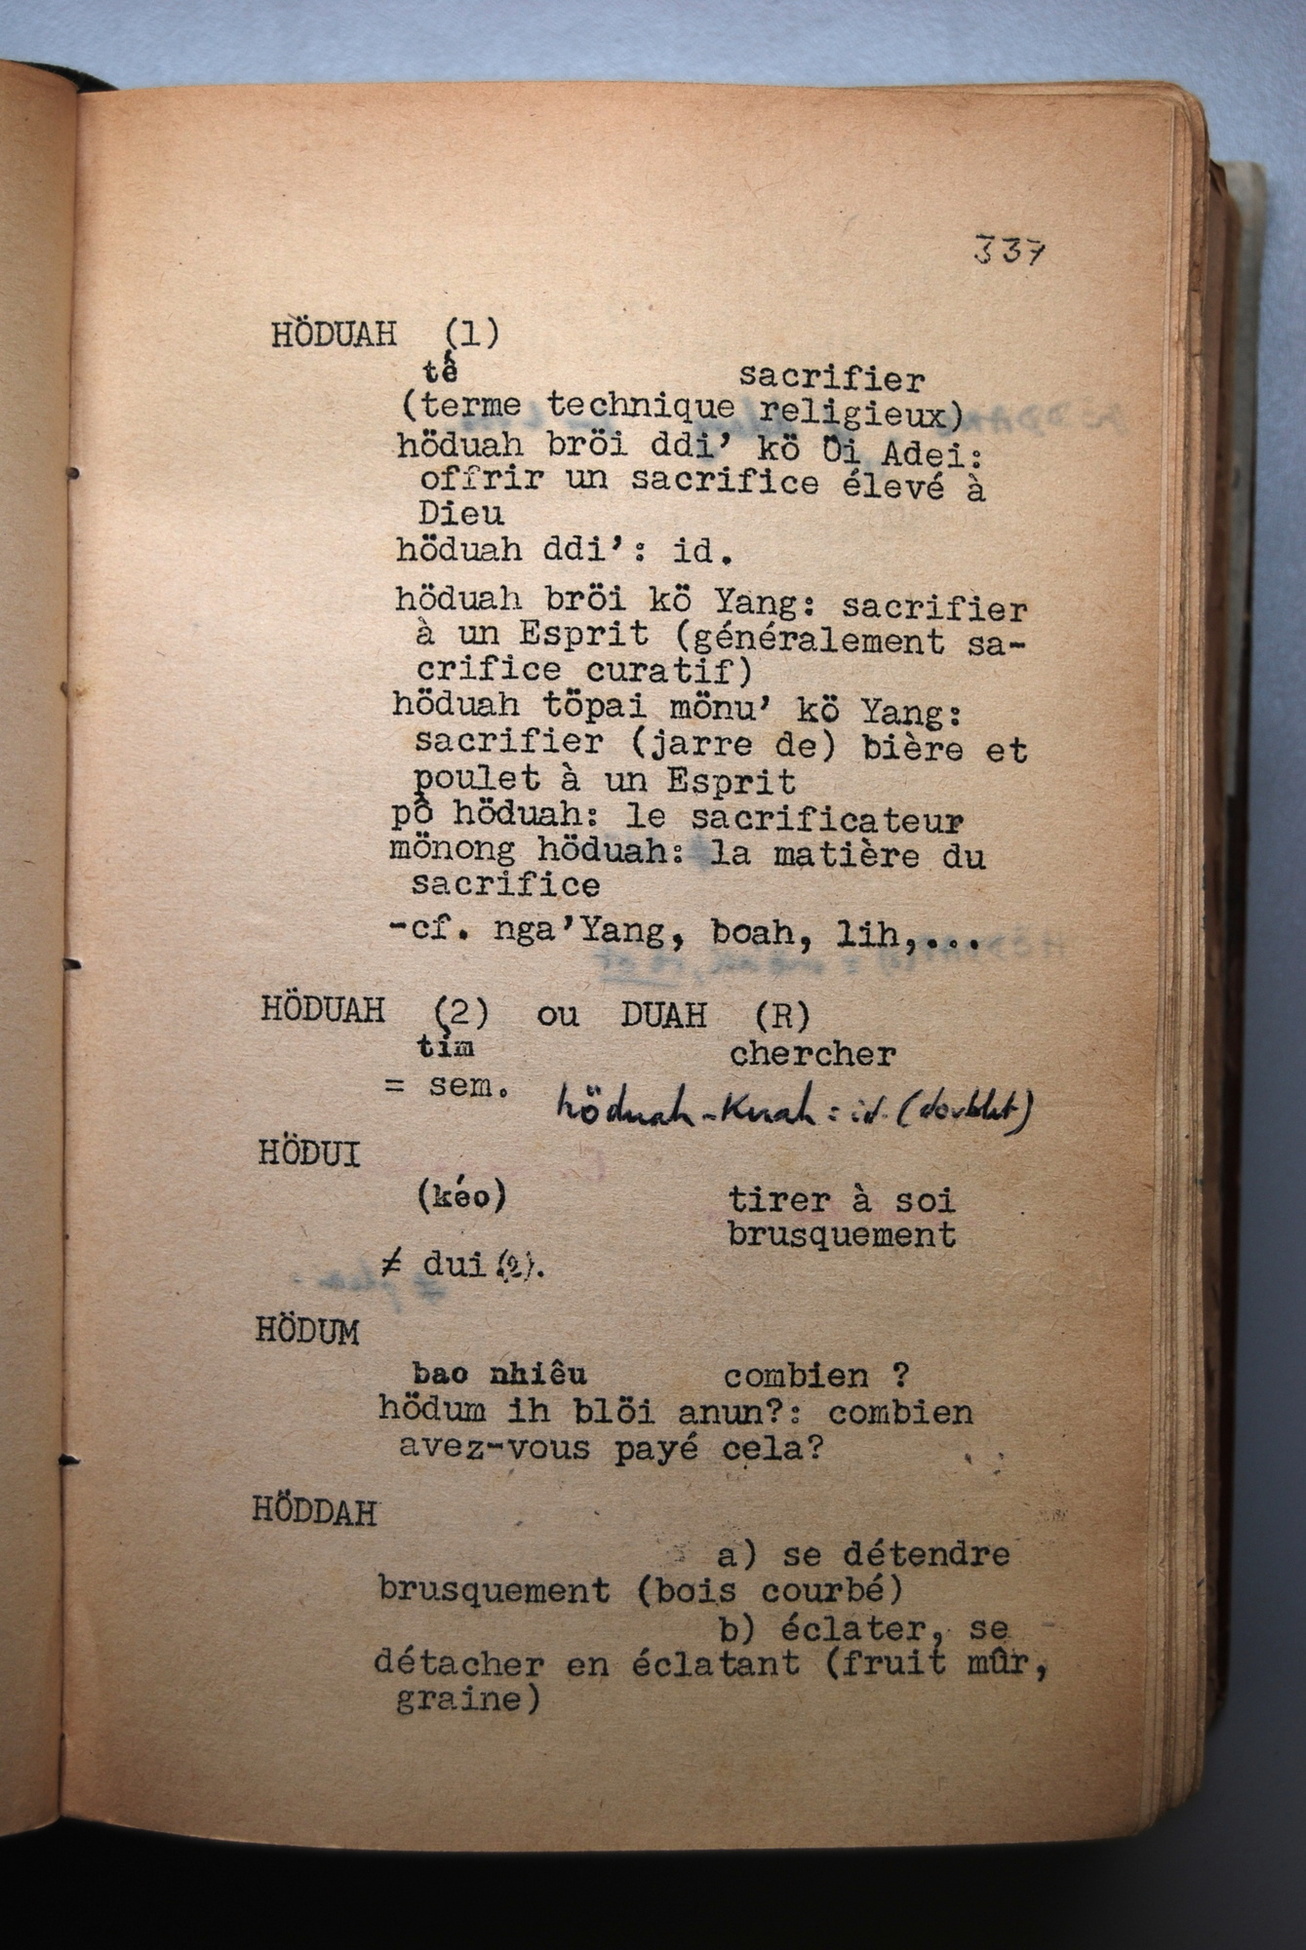 337
HÖDUAH (1)
tế sacrifier
(terme technique religieux)
höduah bröi ddi’ kö Ơi Adei:
offrir un sacrifice élevé à
Dieu
höduah ddi’: id.
höduah bröi kö Yang: sacrifier
à un Esprit (généralement sa-
crifice curatif)
höduah töpai mönu’ kö Yang:
sacrifier (jarre de) bière et
poulet à un Esprit
pồ höduah: le sacrificateur
mönong höduah: la matière du
sacrifice
-cf. nga’Yang, boah, lih,...
HÖDUAH (2) ou DUAH (R)
tím chercher
= sem. höduah-Kuah = id. (doublet)
HÖDUI
(kéo) tirer à soi
brusquement
≠ dui (2).
HÖDUM
bao nhiêu combien ?
hödum ih blöi anun?: combien
avez-vous payé cela?
HÖDDAH
a) se détendre
brusquement (bois courbé)
b) éclater, se
détacher en éclatant (fruit mûr,
graine)